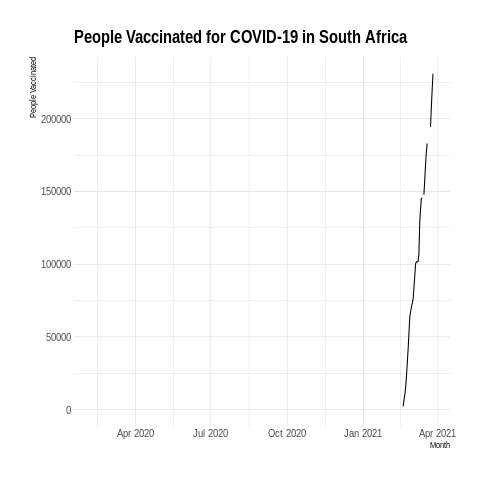 People Vaccinated for COVID-19 in South Africa
People Vaccinated
200000
150000
100000
50000
0
Apr 2020 Jul 2020 Oct 2020 Jan 2021 Apr 2021
Month